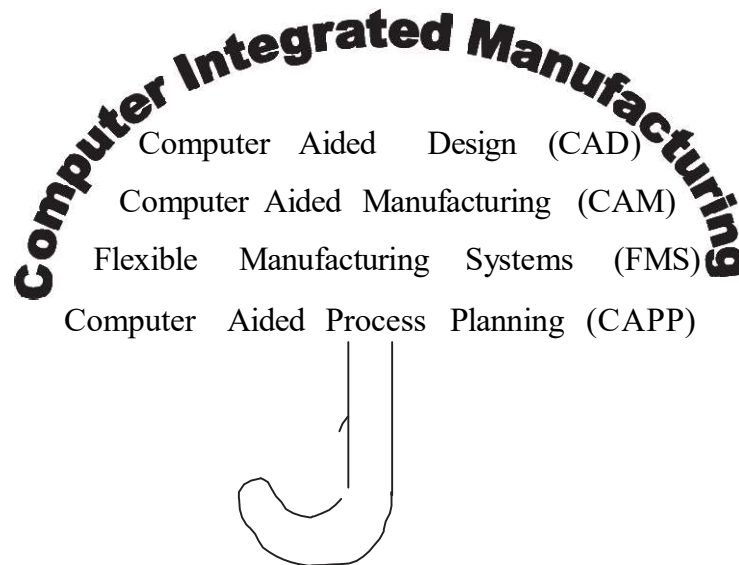 Computer Integrated Manufacturing
Computer Aided Design (CAD)
Computer Aided Manufacturing (CAM)
Flexible Manufacturing Systems (FMS)
Computer Aided Process Planning (CAPP)